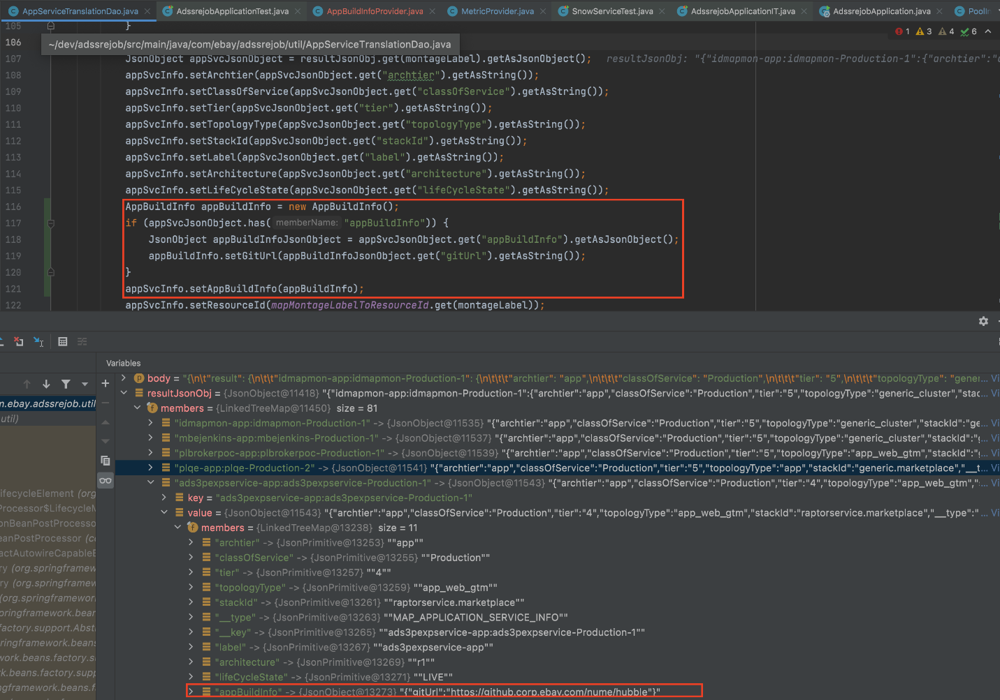 AppServiceTranslationDao.java
AdssrejobApplicationTest.java
AppBuildInfoProvider.java
MetricProvider.java
SnowServiceTest.java
AdssrejobApplicationIT.java
AdssrejobApplication.java
105 }
1 3 4 6
106
~/dev/adssrejob/src/main/java/com/ebay/adssrejob/util/AppServiceTranslationDao.java
107 JsonObject appSvcJsonObject = resultJsonObj.get(montageLabel).getAsJsonObject(); resultJsonObj: "{"idmapmon-app:idmapmon-Production-1":{"archtier":"
108 appSvcInfo.setArchtier(appSvcJsonObject.get("archtier").getAsString());
109 appSvcInfo.setClassOfService(appSvcJsonObject.get("classOfService").getAsString());
110 appSvcInfo.setTier(appSvcJsonObject.get("tier").getAsString());
111 appSvcInfo.setTopologyType(appSvcJsonObject.get("topologyType").getAsString());
112 appSvcInfo.setStackId(appSvcJsonObject.get("stackId").getAsString());
113 appSvcInfo.setLabel(appSvcJsonObject.get("label").getAsString());
114 appSvcInfo.setArchitecture(appSvcJsonObject.get("architecture").getAsString());
115 appSvcInfo.setLifeCycleState(appSvcJsonObject.get("lifeCycleState").getAsString());
116 AppBuildInfo appBuildInfo = new AppBuildInfo();
117 if (appSvcJsonObject.has( memberName: "appBuildInfo")) {
118 JsonObject appBuildInfoJsonObject = appSvcJsonObject.get("appBuildInfo").getAsJsonObject();
119 appBuildInfo.setGitUrl(appBuildInfoJsonObject.get("gitUrl").getAsString());
120 }
121 appSvcInfo.setAppBuildInfo(appBuildInfo);
122 appSvcInfo.setResourceId(mapMontageLabelToResourceId.get(montageLabel));
Variables
body = "{\n\t"result": {\n\t\t"idmapmon-app:idmapmon-Production-1": {\n\t\t\t"archtier": "app",\n\t\t\t"classOfService": "Production",\n\t\t\t"tier": "5",\n\t\t\t"topologyType": "gener... Vi
resultJsonObj = {JsonObject@11418} "{"idmapmon-app:idmapmon-Production-1":{"archtier":"app","classOfService":"Production","tier":"5","topologyType":"generic_cluster","stac... Vi
members = {LinkedTreeMap@11450} size = 81
"idmapmon-app:idmapmon-Production-1" -> {JsonObject@11535} "{"archtier":"app","classOfService":"Production","tier":"5","topologyType":"generic_cluster","stackId":"ge... Vi
"mbejenkins-app:mbejenkins-Production-1" -> {JsonObject@11537} "{"archtier":"app","classOfService":"Production","tier":"5","topologyType":"generic_cluster","stackId":"g... Vi
"plbrokerpoc-app:plbrokerpoc-Production-1" -> {JsonObject@11539} "{"archtier":"app","classOfService":"Production","tier":"5","topologyType":"app_web_gtm","stackId":"... Vi
"plqe-app:plqe-Production-2" -> {JsonObject@11541} "{"archtier":"app","classOfService":"Production","tier":"5","topologyType":"app","stackId":"generic.marketplace","__t... Vi
"ads3pexpservice-app:ads3pexpservice-Production-1" -> {JsonObject@11543} "{"archtier":"app","classOfService":"Production","tier":"4","topologyType":"app_web_gtm",... Vi
key = "ads3pexpservice-app:ads3pexpservice-Production-1"
value = {JsonObject@11543} "{"archtier":"app","classOfService":"Production","tier":"4","topologyType":"app_web_gtm","stackId":"raptorservice.marketplace","__type":"... Vi
members = {LinkedTreeMap@13238} size = 11
"archtier" -> {JsonPrimitive@13253} ""app""
"classOfService" -> {JsonPrimitive@13255} ""Production""
"tier" -> {JsonPrimitive@13257} ""4""
"topologyType" -> {JsonPrimitive@13259} ""app_web_gtm""
"stackId" -> {JsonPrimitive@13261} ""raptorservice.marketplace""
"__type" -> {JsonPrimitive@13263} ""MAP_APPLICATION_SERVICE_INFO""
"__key" -> {JsonPrimitive@13265} ""ads3pexpservice-app:ads3pexpservice-Production-1""
"label" -> {JsonPrimitive@13267} ""ads3pexpservice-app""
"architecture" -> {JsonPrimitive@13269} ""r1""
"lifeCycleState" -> {JsonPrimitive@13271} ""LIVE""
"appBuildInfo" -> {JsonObject@13273} "{"gitUrl":"https://github.corp.ebay.com/nume/hubble"}"
m.ebay.adssrejob.util
util)
ifecycleElement (org
Processor$LifecycleM
onBeanPostProcesso
eanPostProcessor (co
actAutowireCapableE
ry (org.springframew
ry (org.springframew
(org.springframewor
springframework.bean
factory.support.Abst
ringframework.beans
work.beans.factory.su
k.beans.factory.supp
ingframework.beans.f
work.beans.factory.su